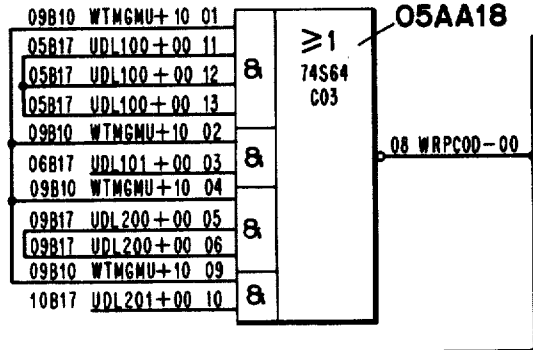 05AA18
09B10 WTMGMU+10 01
05B17 UDL100+00 11
05B17 UDL100+00 12
05B17 UDL100+00 13
09B10 WTMGMU+10 02
06B17 UDL101+00 03
09B10 WTMGMU+10 04
09B17 UDL200+00 05
09B17 UDL200+00 06
09B10 WTMGMU+10 09
10B17 UDL201+00 10
&
&
&
&
≥1
74S64
C03
08 WRPCOD-00